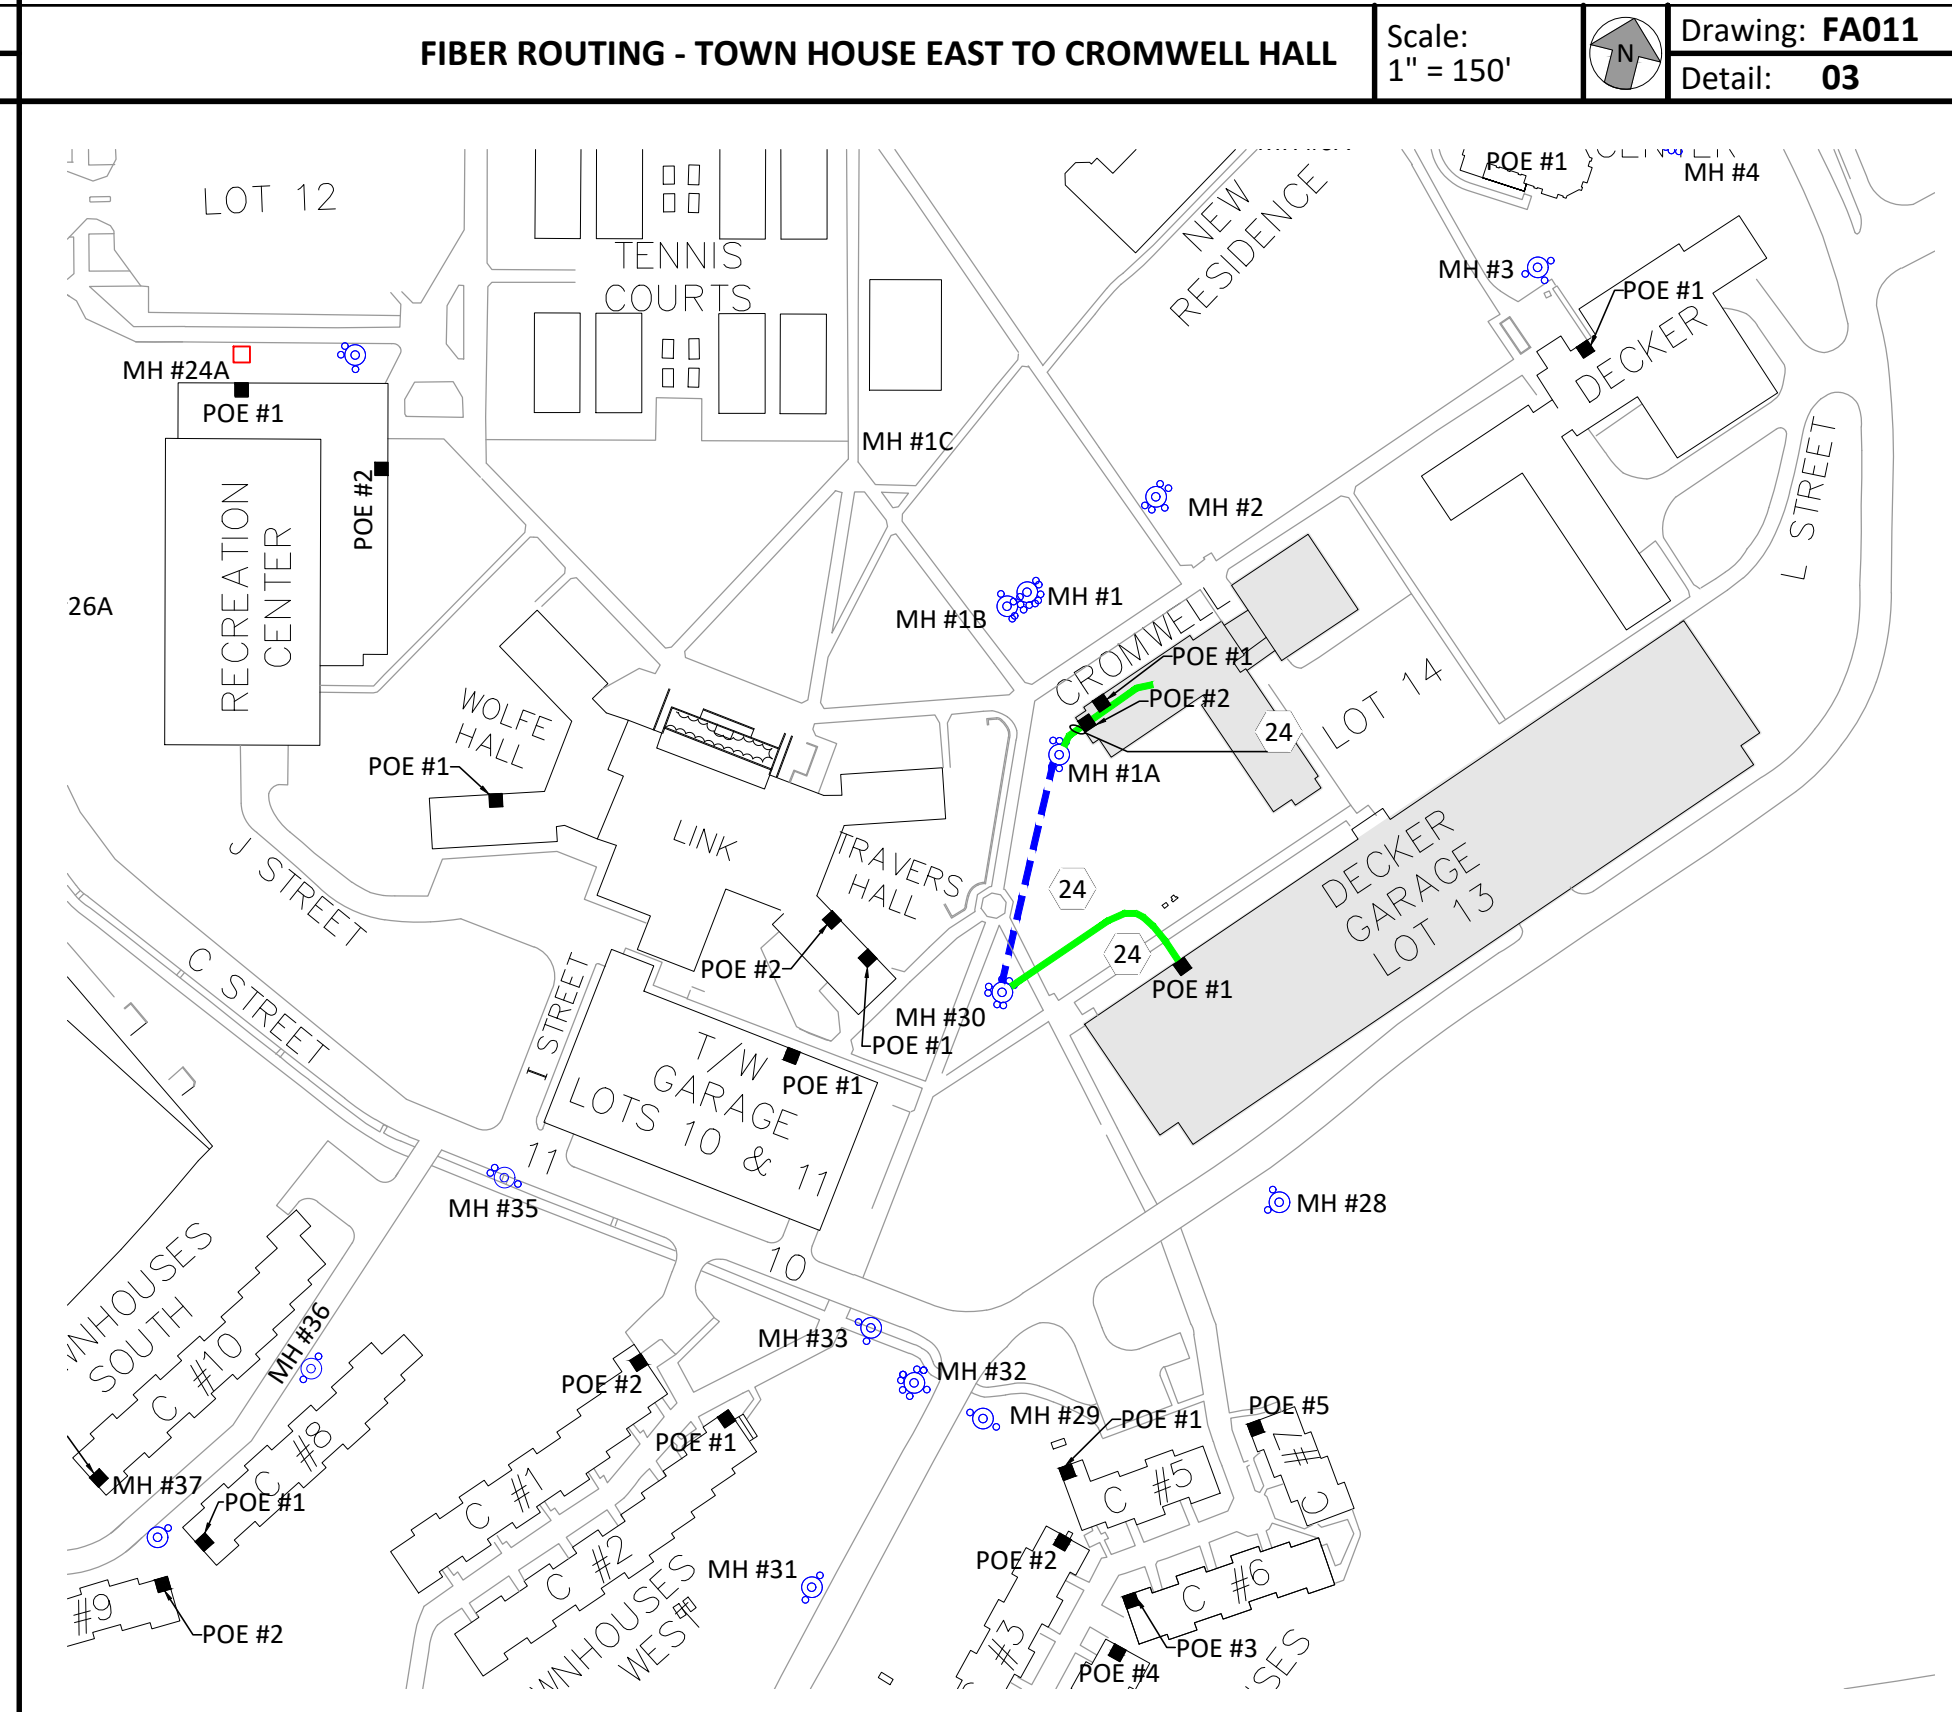 FIBER ROUTING - TOWN HOUSE EAST TO CROMWELL HALL
Scale:
1" = 150'
N
Drawing: FA011
Detail: 03
LOT 12
TENNIS
COURTS
NEW
RESIDENCE
POE #1
MH #4
MH #3
POE #1
DECKER
MH #24A
POE #1
POE #2
RECREATION
CENTER
MH #1C
MH #2
L STREET
26A
MH #1B
MH #1
CROMWELL
POE #1
POE #2
24
LOT 14
MH #1A
WOLFE
HALL
POE #1
LINK
TRAVERS
HALL
24
24
DECKER
GARAGE
LOT 13
POE #1
J STREET
C STREET
I STREET
POE #2
MH #30
POE #1
T/W
GARAGE
LOTS 10 & 11
POE #1
11
MH #35
10
MH #28
SOUTH
C #10
MH #36
C #8
MH #37
POE #1
#9
POE #2
MH #33
MH #32
MH #29
POE #2
POE #1
C #1
C #2
MH #31
WEST
POE #1
C #5
POE #5
C #7
POE #2
C #6
#3
POE #3
POE #4